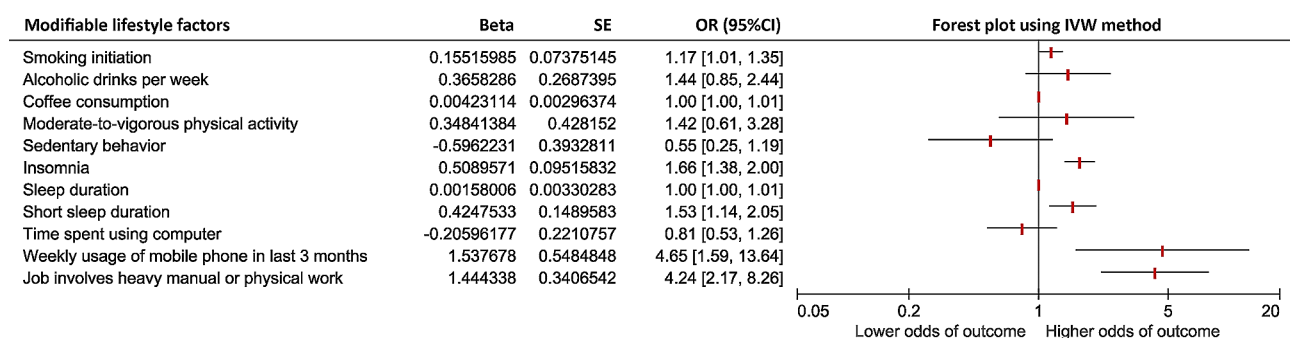 Modifiable lifestyle factors Beta SE OR (95%CI) Forest plot using IVW method
Smoking initiation 0.15515985 0.07375145 1.17 [1.01, 1.35]
Alcoholic drinks per week 0.3658286 0.2687395 1.44 [0.85, 2.44]
Coffee consumption 0.00423114 0.00296374 1.00 [1.00, 1.01]
Moderate-to-vigorous physical activity 0.34841384 0.428152 1.42 [0.61, 3.28]
Sedentary behavior -0.5962231 0.3932811 0.55 [0.25, 1.19]
Insomnia 0.5089571 0.09515832 1.66 [1.38, 2.00]
Sleep duration 0.00158006 0.00330283 1.00 [1.00, 1.01]
Short sleep duration 0.4247533 0.1489583 1.53 [1.14, 2.05]
Time spent using computer -0.20596177 0.2210757 0.81 [0.53, 1.26]
Weekly usage of mobile phone in last 3 months 1.537678 0.5484848 4.65 [1.59, 13.64]
Job involves heavy manual or physical work 1.444338 0.3406542 4.24 [2.17, 8.26]
0.05 0.2 1 5 20
Lower odds of outcome Higher odds of outcome